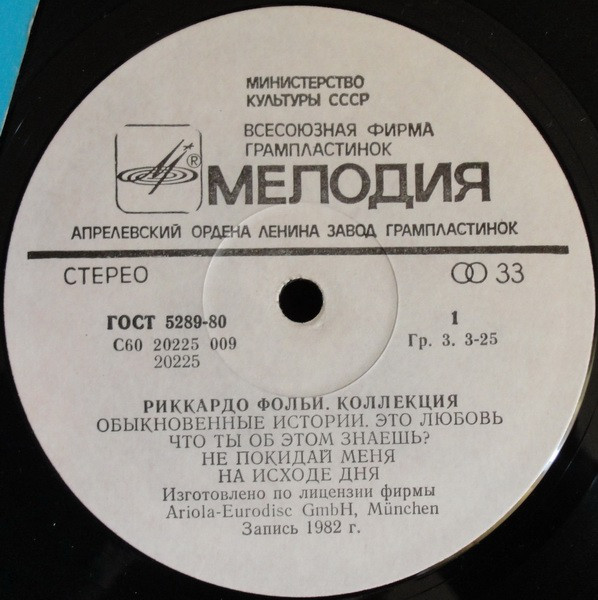 МИНИСТЕРСТВО
КУЛЬТУРЫ СССР
ВСЕСОЮЗНАЯ ФИРМА
ГРАМПЛАСТИНОК
®
МЕЛОДИЯ
АПРЕЛЕВСКИЙ ОРДЕНА ЛЕНИНА ЗАВОД ГРАМПЛАСТИНОК
СТЕРЕО
33
ГОСТ 5289-80
1
С60 20225 009
Гр. 3. 3-25
20225
РИККАРДО ФОЛЬИ. КОЛЛЕКЦИЯ
ОБЫКНОВЕННЫЕ ИСТОРИИ. ЭТО ЛЮБОВЬ
ЧТО ТЫ ОБ ЭТОМ ЗНАЕШЬ?
НЕ ПОКИДАЙ МЕНЯ
НА ИСХОДЕ ДНЯ
Изготовлено по лицензии фирмы
Ariola-Eurodisc GmbH, München
Запись 1982 г.